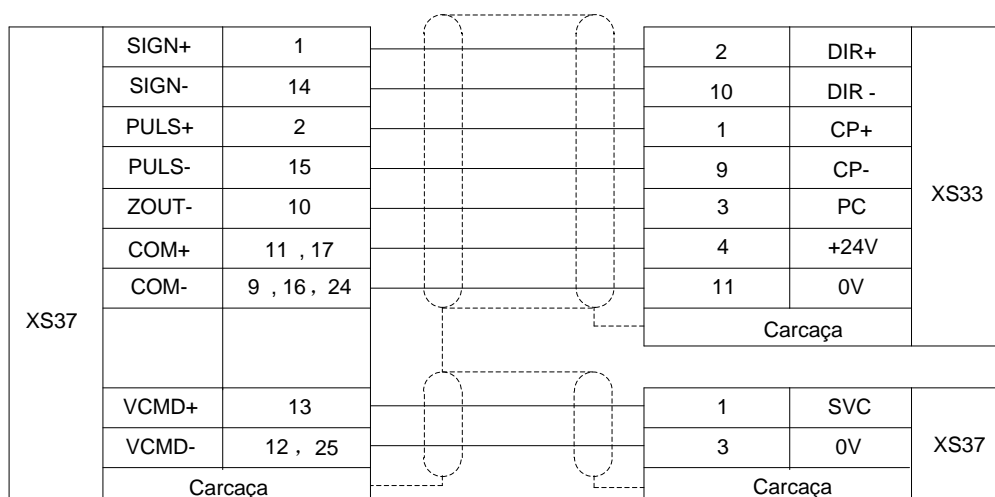 SIGN+ 1 2 DIR+
SIGN- 14 10 DIR -
PULS+ 2 1 CP+
PULS- 15 9 CP-
ZOUT- 10 3 PC
COM+ 11 , 17 4 +24V
COM- 9 , 16 , 24 11 0V
XS37
XS33
Carcaça
VCMD+ 13 1 SVC
VCMD- 12 , 25 3 0V
XS37
Carcaça
Carcaça